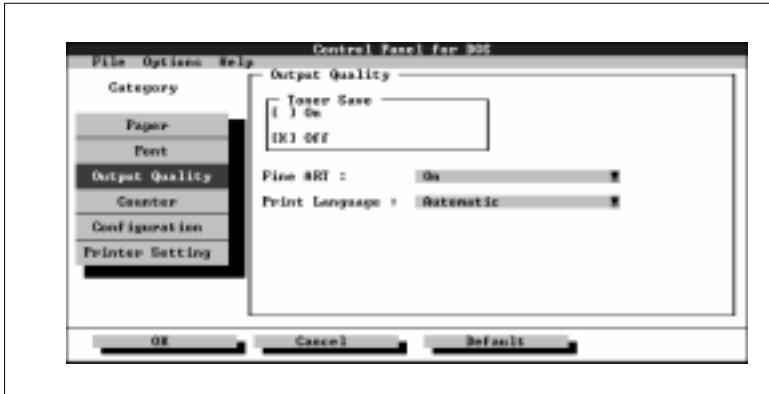 Control Panel for DOS
File Options Help
Category
Paper
Font
Output Quality
Counter
Configuration
Printer Setting
Output Quality
Toner Save
[ ] On
[X] Off
Fine ART : On
Print Language : Automatic
OK Cancel Default